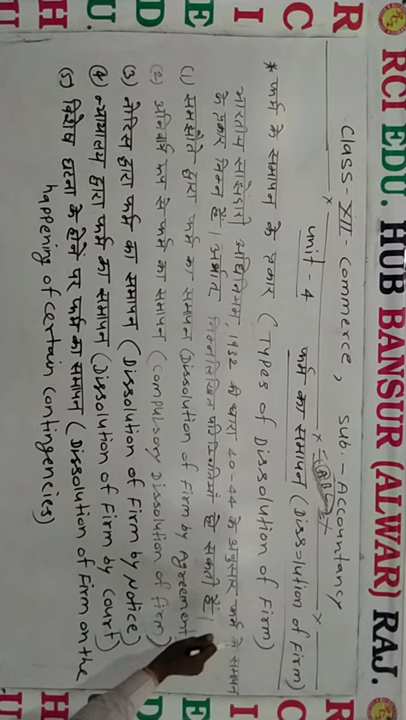 RCI EDU. HUB BANSUR (ALWAR) RAJ.
Class-XII- Commerce, Sub.- Accountancy
unit-4 फर्म का समापन (Dissolution of Firm)
* फर्म के समापन के प्रकार (Types of Dissolution of Firm)
भारतीय साझेदारी अधिनियम, 1932 की धारा 40-44 के अनुसार फर्म के समापन
के प्रकार निम्न हैं। अर्थात् निम्नलिखित परिस्थितियों हो सकती हैं।
(1) समझौते द्वारा फर्म का समापन (Dissolution of Firm by Agreement
(2) अनिवार्य रूप से फर्म का समापन (Compulsory Dissolution of firm)
(3) नोटिस द्वारा फर्म का समापन (Dissolution of Firm by Notice)
(4) न्यायालय द्वारा फर्म का समापन (Dissolution of Firm by Court)
(5) विशेष घटना के होने पर फर्म का समापन (Dissolution of Firm on the
happening of certain contingencies)